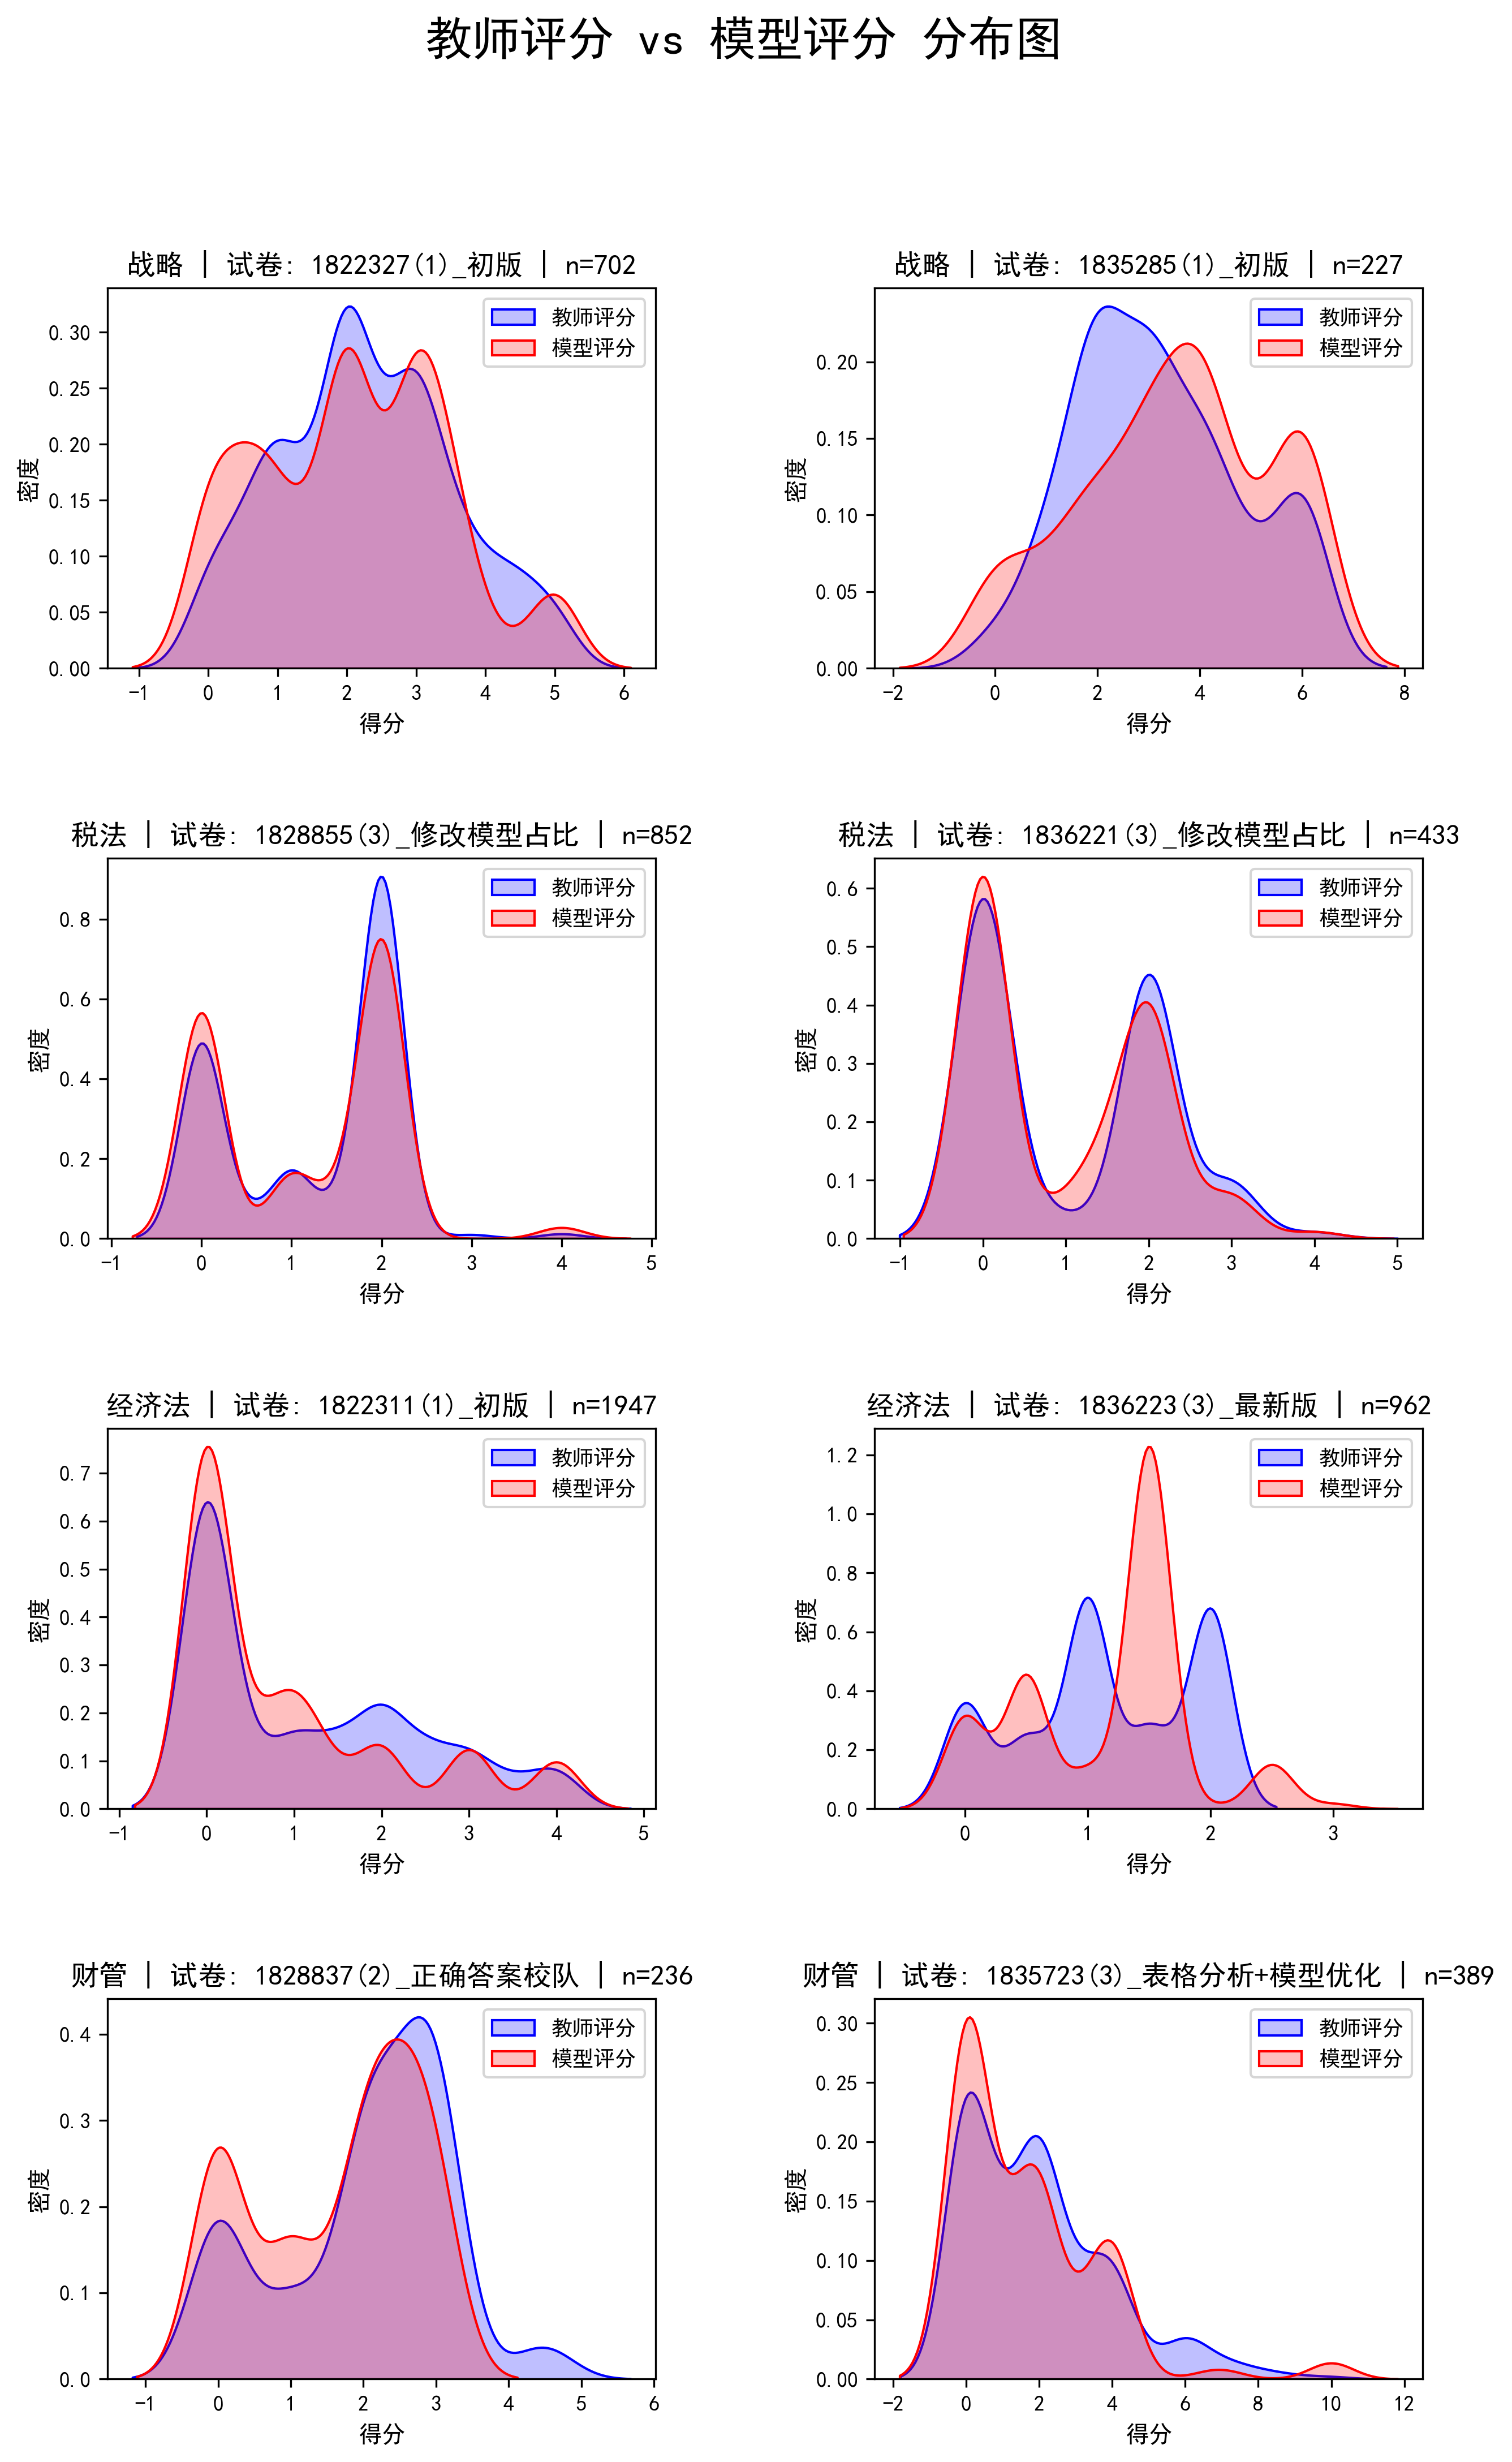 教师评分 vs 模型评分 分布图
战略 | 试卷: 1822327(1)_初版 | n=702
密度
0.30
0.25
0.20
0.15
0.10
0.05
0.00
教师评分
模型评分
-1 0 1 2 3 4 5 6
得分
战略 | 试卷: 1835285(1)_初版 | n=227
密度
0.20
0.15
0.10
0.05
0.00
教师评分
模型评分
-2 0 2 4 6 8
得分
税法 | 试卷: 1828855(3)_修改模型占比 | n=852
密度
0.8
0.6
0.4
0.2
0.0
教师评分
模型评分
-1 0 1 2 3 4 5
得分
税法 | 试卷: 1836221(3)_修改模型占比 | n=433
密度
0.6
0.5
0.4
0.3
0.2
0.1
0.0
教师评分
模型评分
-1 0 1 2 3 4 5
得分
经济法 | 试卷: 1822311(1)_初版 | n=1947
密度
0.7
0.6
0.5
0.4
0.3
0.2
0.1
0.0
教师评分
模型评分
-1 0 1 2 3 4 5
得分
经济法 | 试卷: 1836223(3)_最新版 | n=962
密度
1.2
1.0
0.8
0.6
0.4
0.2
0.0
教师评分
模型评分
0 1 2 3
得分
财管 | 试卷: 1828837(2)_正确答案校队 | n=236
密度
0.4
0.3
0.2
0.1
0.0
教师评分
模型评分
-1 0 1 2 3 4 5 6
得分
财管 | 试卷: 1835723(3)_表格分析+模型优化 | n=389
密度
0.30
0.25
0.20
0.15
0.10
0.05
0.00
教师评分
模型评分
-2 0 2 4 6 8 10 12
得分